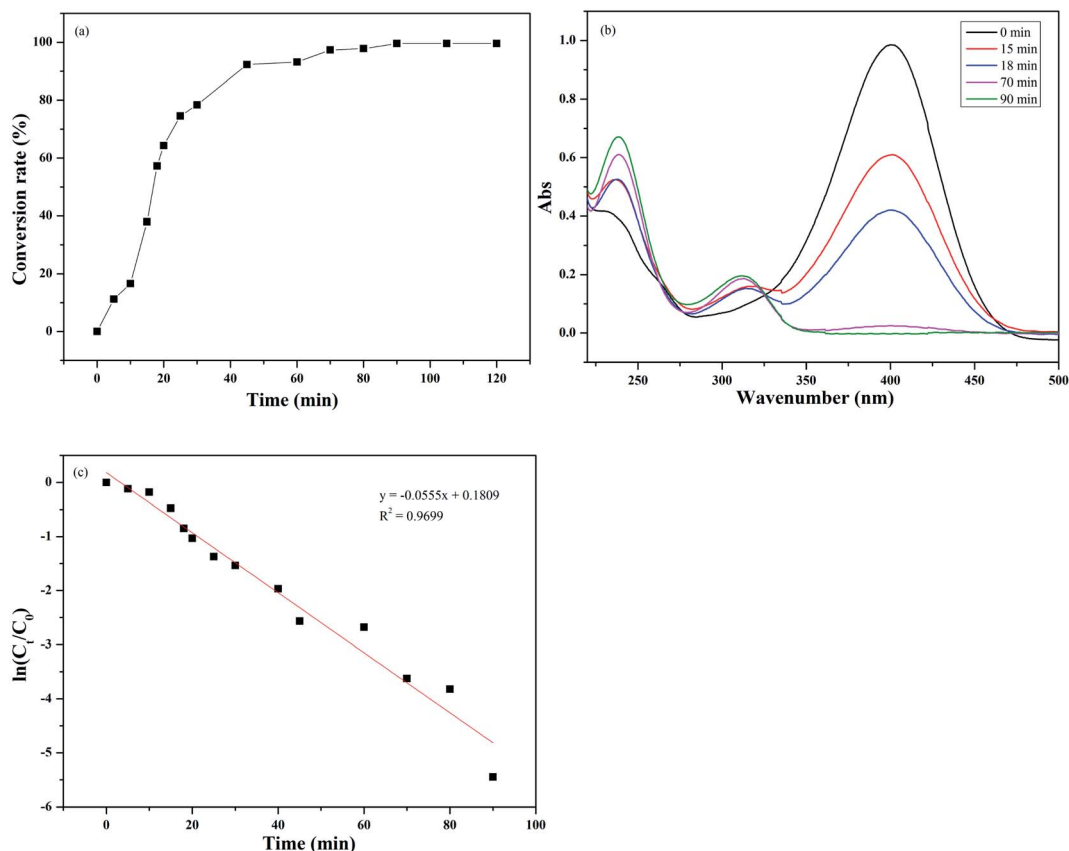 (a)
100
80
60
40
20
0
Conversion rate (%)
0 20 40 60 80 100 120
Time (min)
(b)
0 min
15 min
18 min
70 min
90 min
1.0
0.8
0.6
0.4
0.2
0.0
Abs
250 300 350 400 450 500
Wavenumber (nm)
(c)
y = -0.0555x + 0.1809
R² = 0.9699
0
-1
-2
-3
-4
-5
-6
ln(Cₜ/C₀)
0 20 40 60 80 100
Time (min)